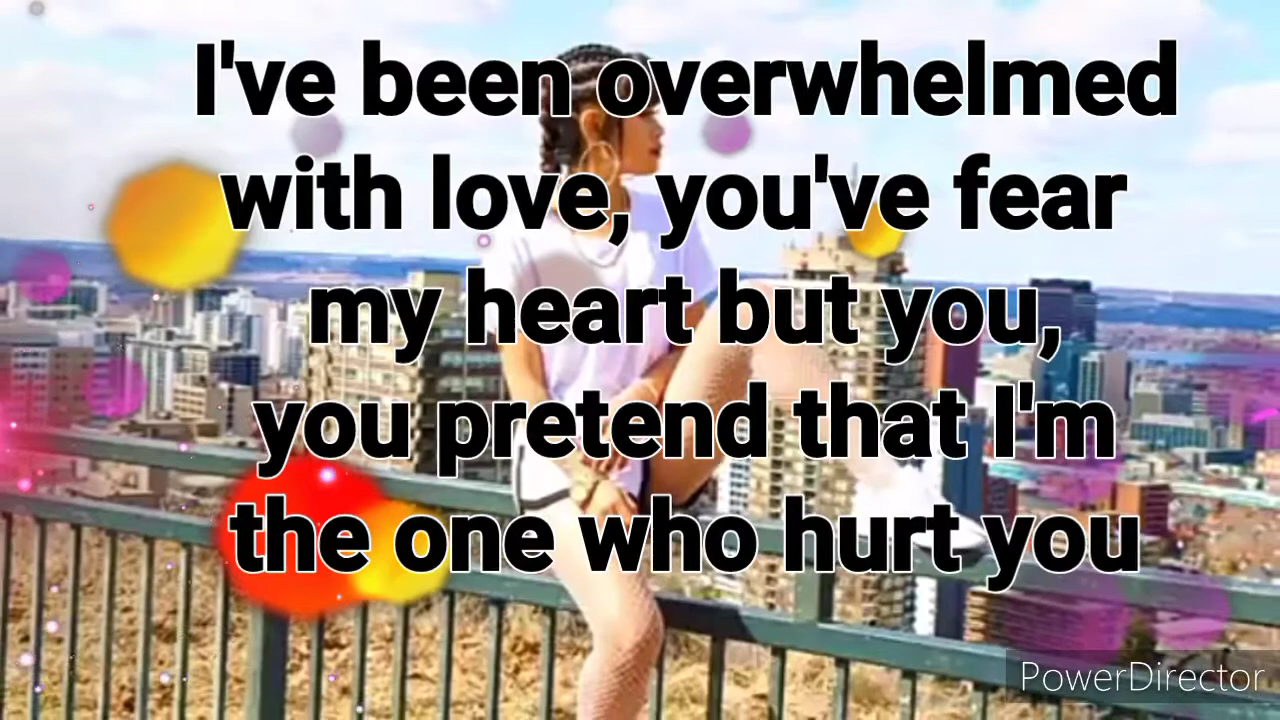 I've been overwhelmed
with love, you've fear
my heart but you,
you pretend that I'm
the one who hurt you
PowerDirector